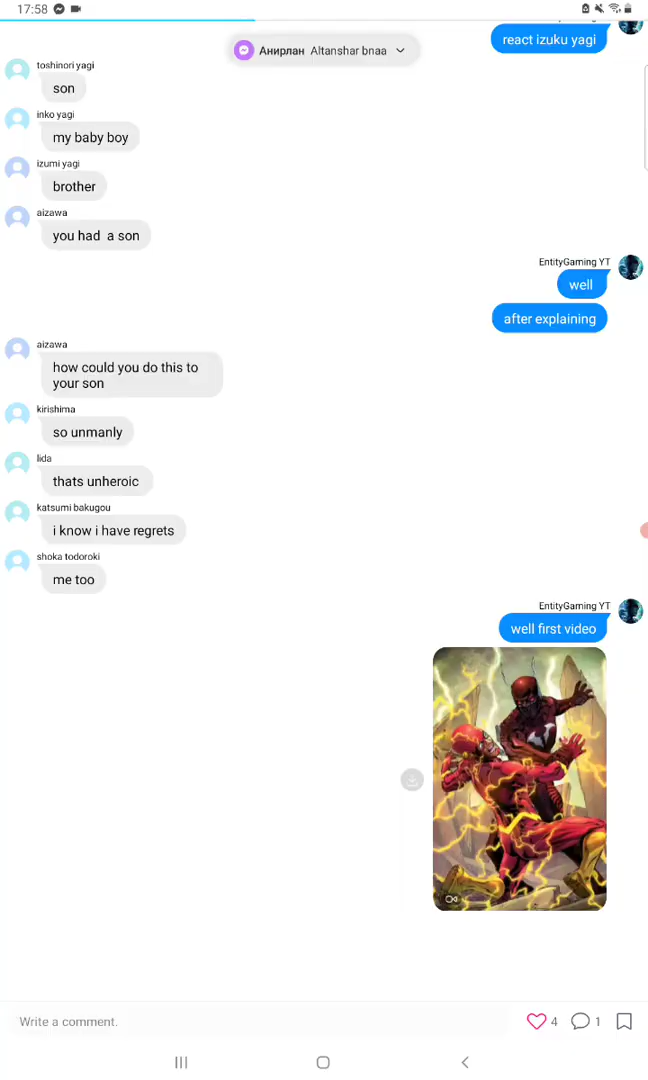 17:58
react izuku yagi
Анирлан Altanshar bnaa
toshinori yagi
son
inko yagi
my baby boy
izumi yagi
brother
aizawa
you had a son
EntityGaming YT
well
after explaining
aizawa
how could you do this to
your son
kirishima
so unmanly
Iida
thats unheroic
katsumi bakugou
i know i have regrets
shoka todoroki
me too
EntityGaming YT
well first video
Write a comment.
4
1